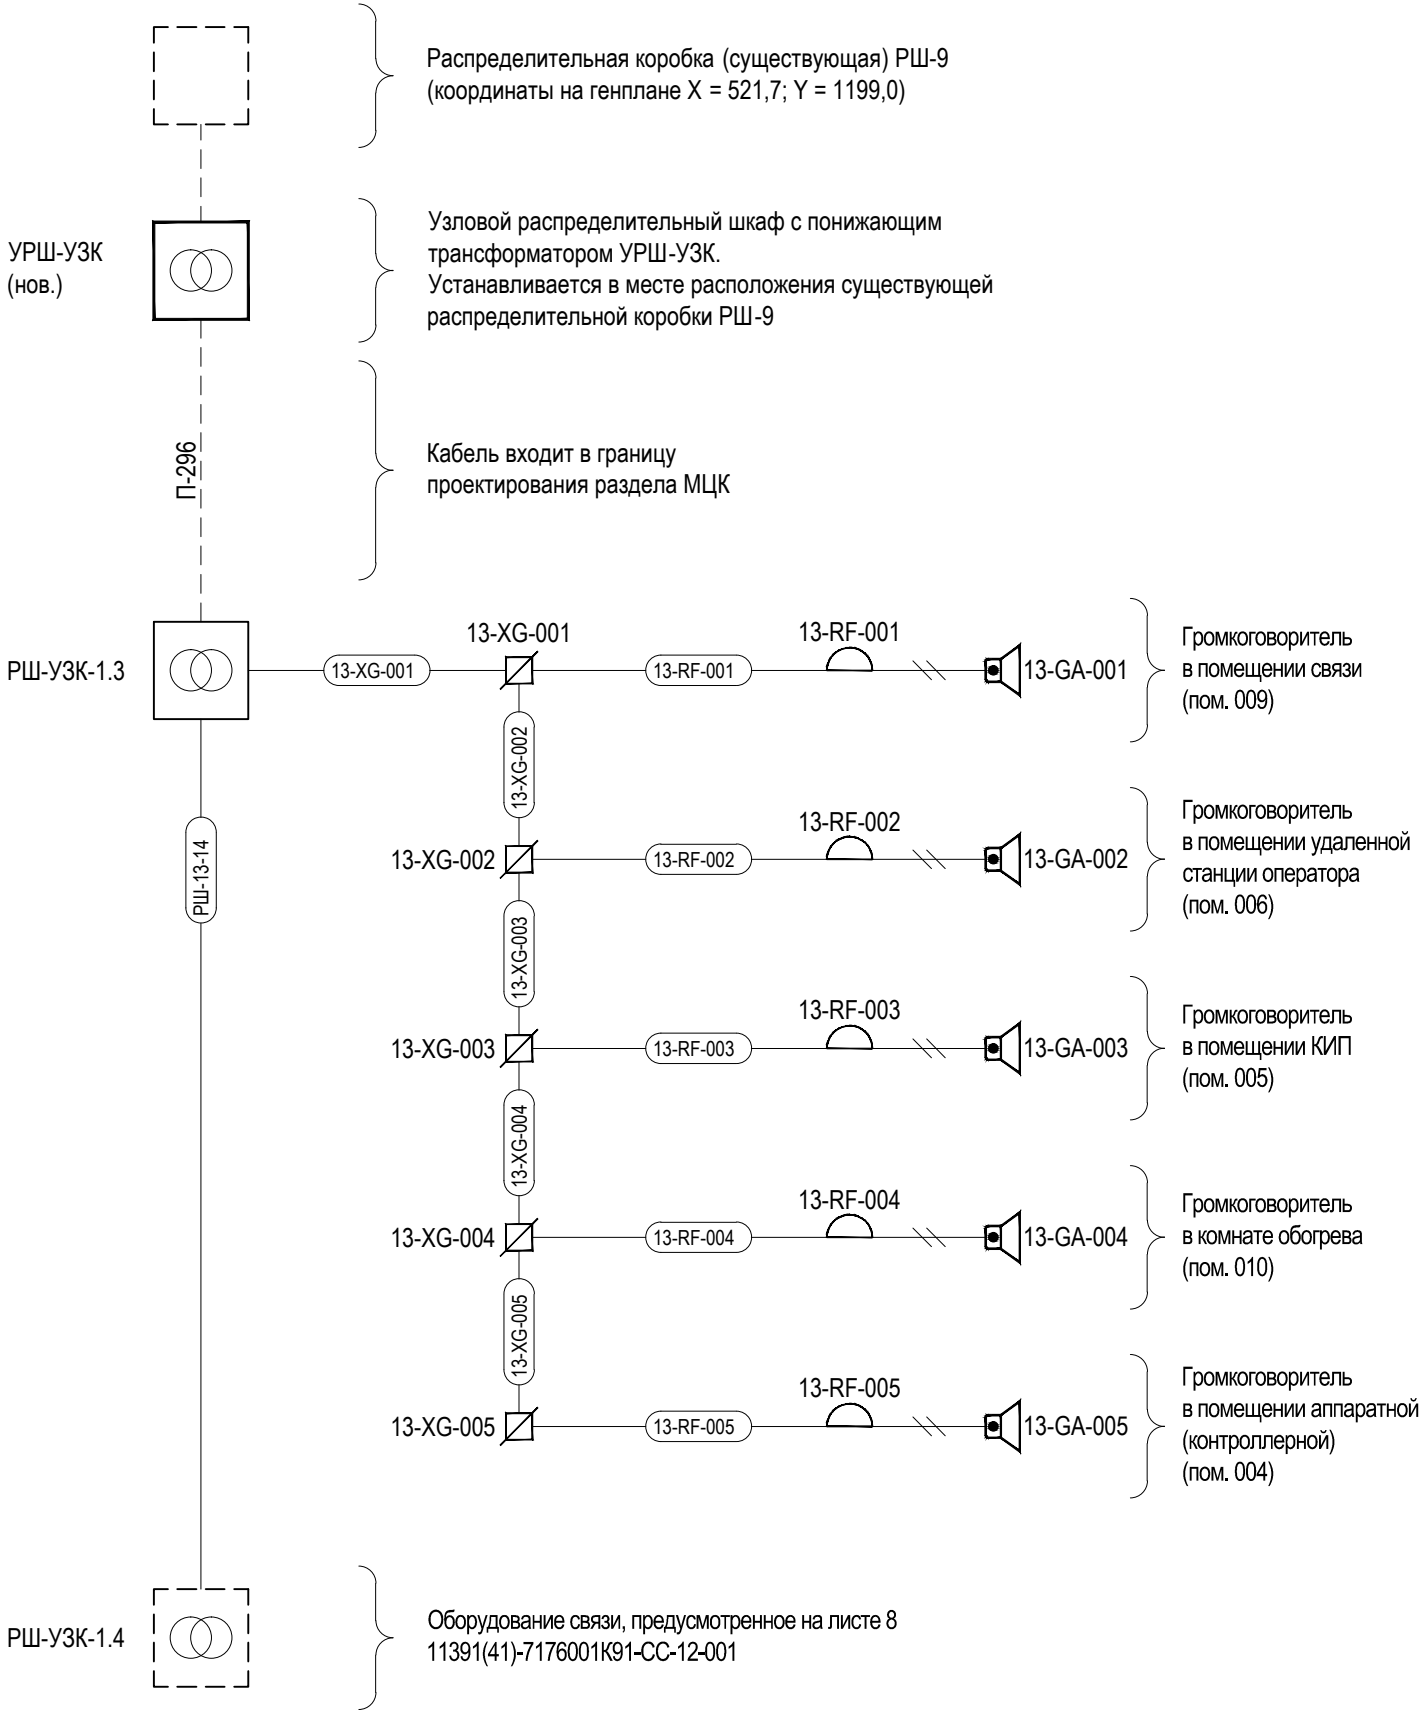 Распределительная коробка (существующая) РШ-9
(координаты на генплане X = 521,7; Y = 1199,0)
УРШ-УЗК
(нов.)
Узловой распределительный шкаф с понижающим
трансформатором УРШ-УЗК.
Устанавливается в месте расположения существующей
распределительной коробки РШ-9
П-296
Кабель входит в границу
проектирования раздела МЦК
РШ-УЗК-1.3
13-XG-001
13-XG-001
13-RF-001
13-RF-001
13-GA-001
Громкоговоритель
в помещении связи
(пом. 009)
13-XG-002
13-XG-002
13-RF-002
13-RF-002
13-GA-002
Громкоговоритель
в помещении удаленной
станции оператора
(пом. 006)
РШ-13-14
13-XG-003
13-XG-003
13-RF-003
13-RF-003
13-GA-003
Громкоговоритель
в помещении КИП
(пом. 005)
13-XG-004
13-XG-004
13-RF-004
13-RF-004
13-GA-004
Громкоговоритель
в комнате обогрева
(пом. 010)
13-XG-005
13-XG-005
13-RF-005
13-RF-005
13-GA-005
Громкоговоритель
в помещении аппаратной
(контроллерной)
(пом. 004)
РШ-УЗК-1.4
Оборудование связи, предусмотренное на листе 8
11391(41)-7176001К91-СС-12-001